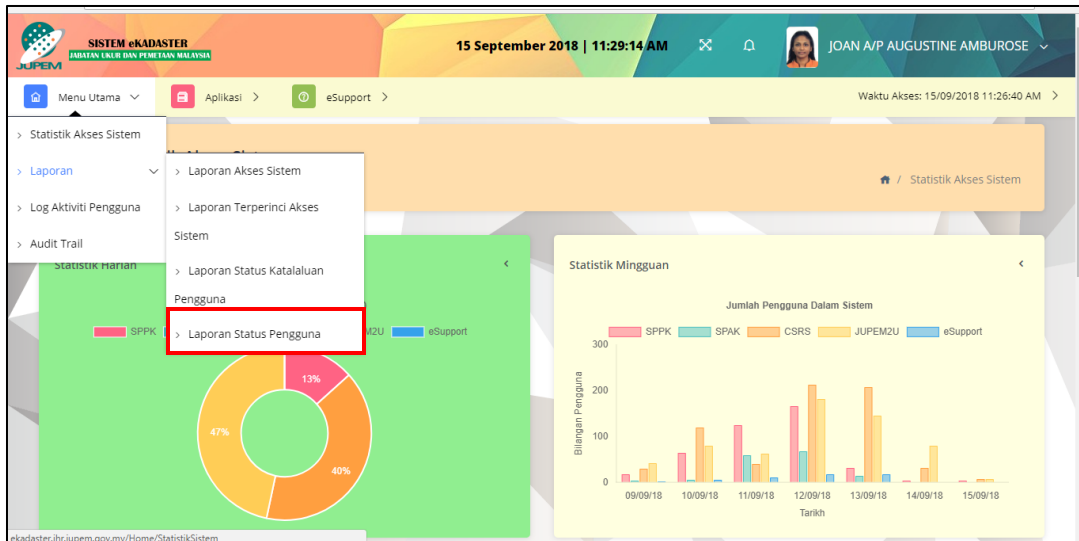 SISTEM eKADASTER
JABATAN UKUR DAN PEMETAAN MALAYSIA
JUPEM
15 September 2018 | 11:29:14 AM
JOAN A/P AUGUSTINE AMBUROSE
Menu Utama
Aplikasi >
eSupport >
Waktu Akses: 15/09/2018 11:26:40 AM >
> Statistik Akses Sistem
> Laporan
> Log Aktiviti Pengguna
> Audit Trail
> Laporan Akses Sistem
> Laporan Terperinci Akses
Sistem
> Laporan Status Katalaluan
Pengguna
> Laporan Status Pengguna
/ Statistik Akses Sistem
Statistik Harian
SPPK
eSupport
13%
47%
40%
Statistik Mingguan
Jumlah Pengguna Dalam Sistem
SPPK SPAK CSRS JUPEM2U eSupport
Bilangan Pengguna
300
200
100
0
09/09/18 10/09/18 11/09/18 12/09/18 13/09/18 14/09/18 15/09/18
Tarikh
ekadaster.jhr.jupem.gov.my/Home/StatistikSistem